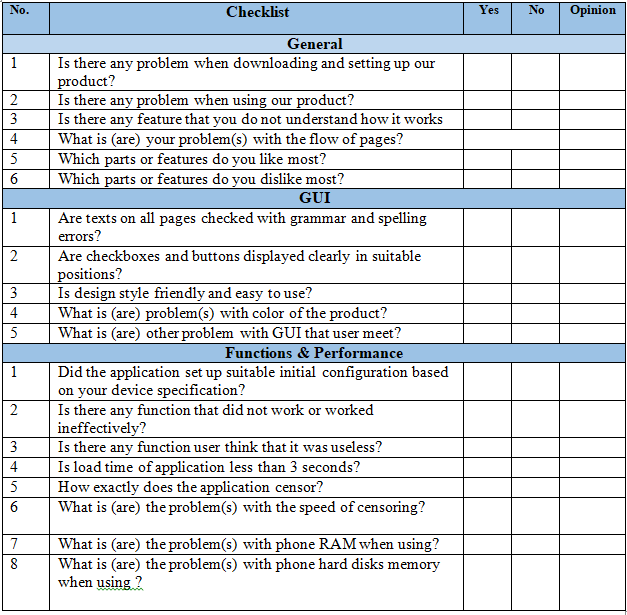 No. Checklist Yes No Opinion
General
1 Is there any problem when downloading and setting up our
product?
2 Is there any problem when using our product?
3 Is there any feature that you do not understand how it works
4 What is (are) your problem(s) with the flow of pages?
5 Which parts or features do you like most?
6 Which parts or features do you dislike most?
GUI
1 Are texts on all pages checked with grammar and spelling
errors?
2 Are checkboxes and buttons displayed clearly in suitable
positions?
3 Is design style friendly and easy to use?
4 What is (are) problem(s) with color of the product?
5 What is (are) other problem with GUI that user meet?
Functions & Performance
1 Did the application set up suitable initial configuration based
on your device specification?
2 Is there any function that did not work or worked
ineffectively?
3 Is there any function user think that it was useless?
4 Is load time of application less than 3 seconds?
5 How exactly does the application censor?
6 What is (are) the problem(s) with the speed of censoring?
7 What is (are) the problem(s) with phone RAM when using?
8 What is (are) the problem(s) with phone hard disks memory
when using ?